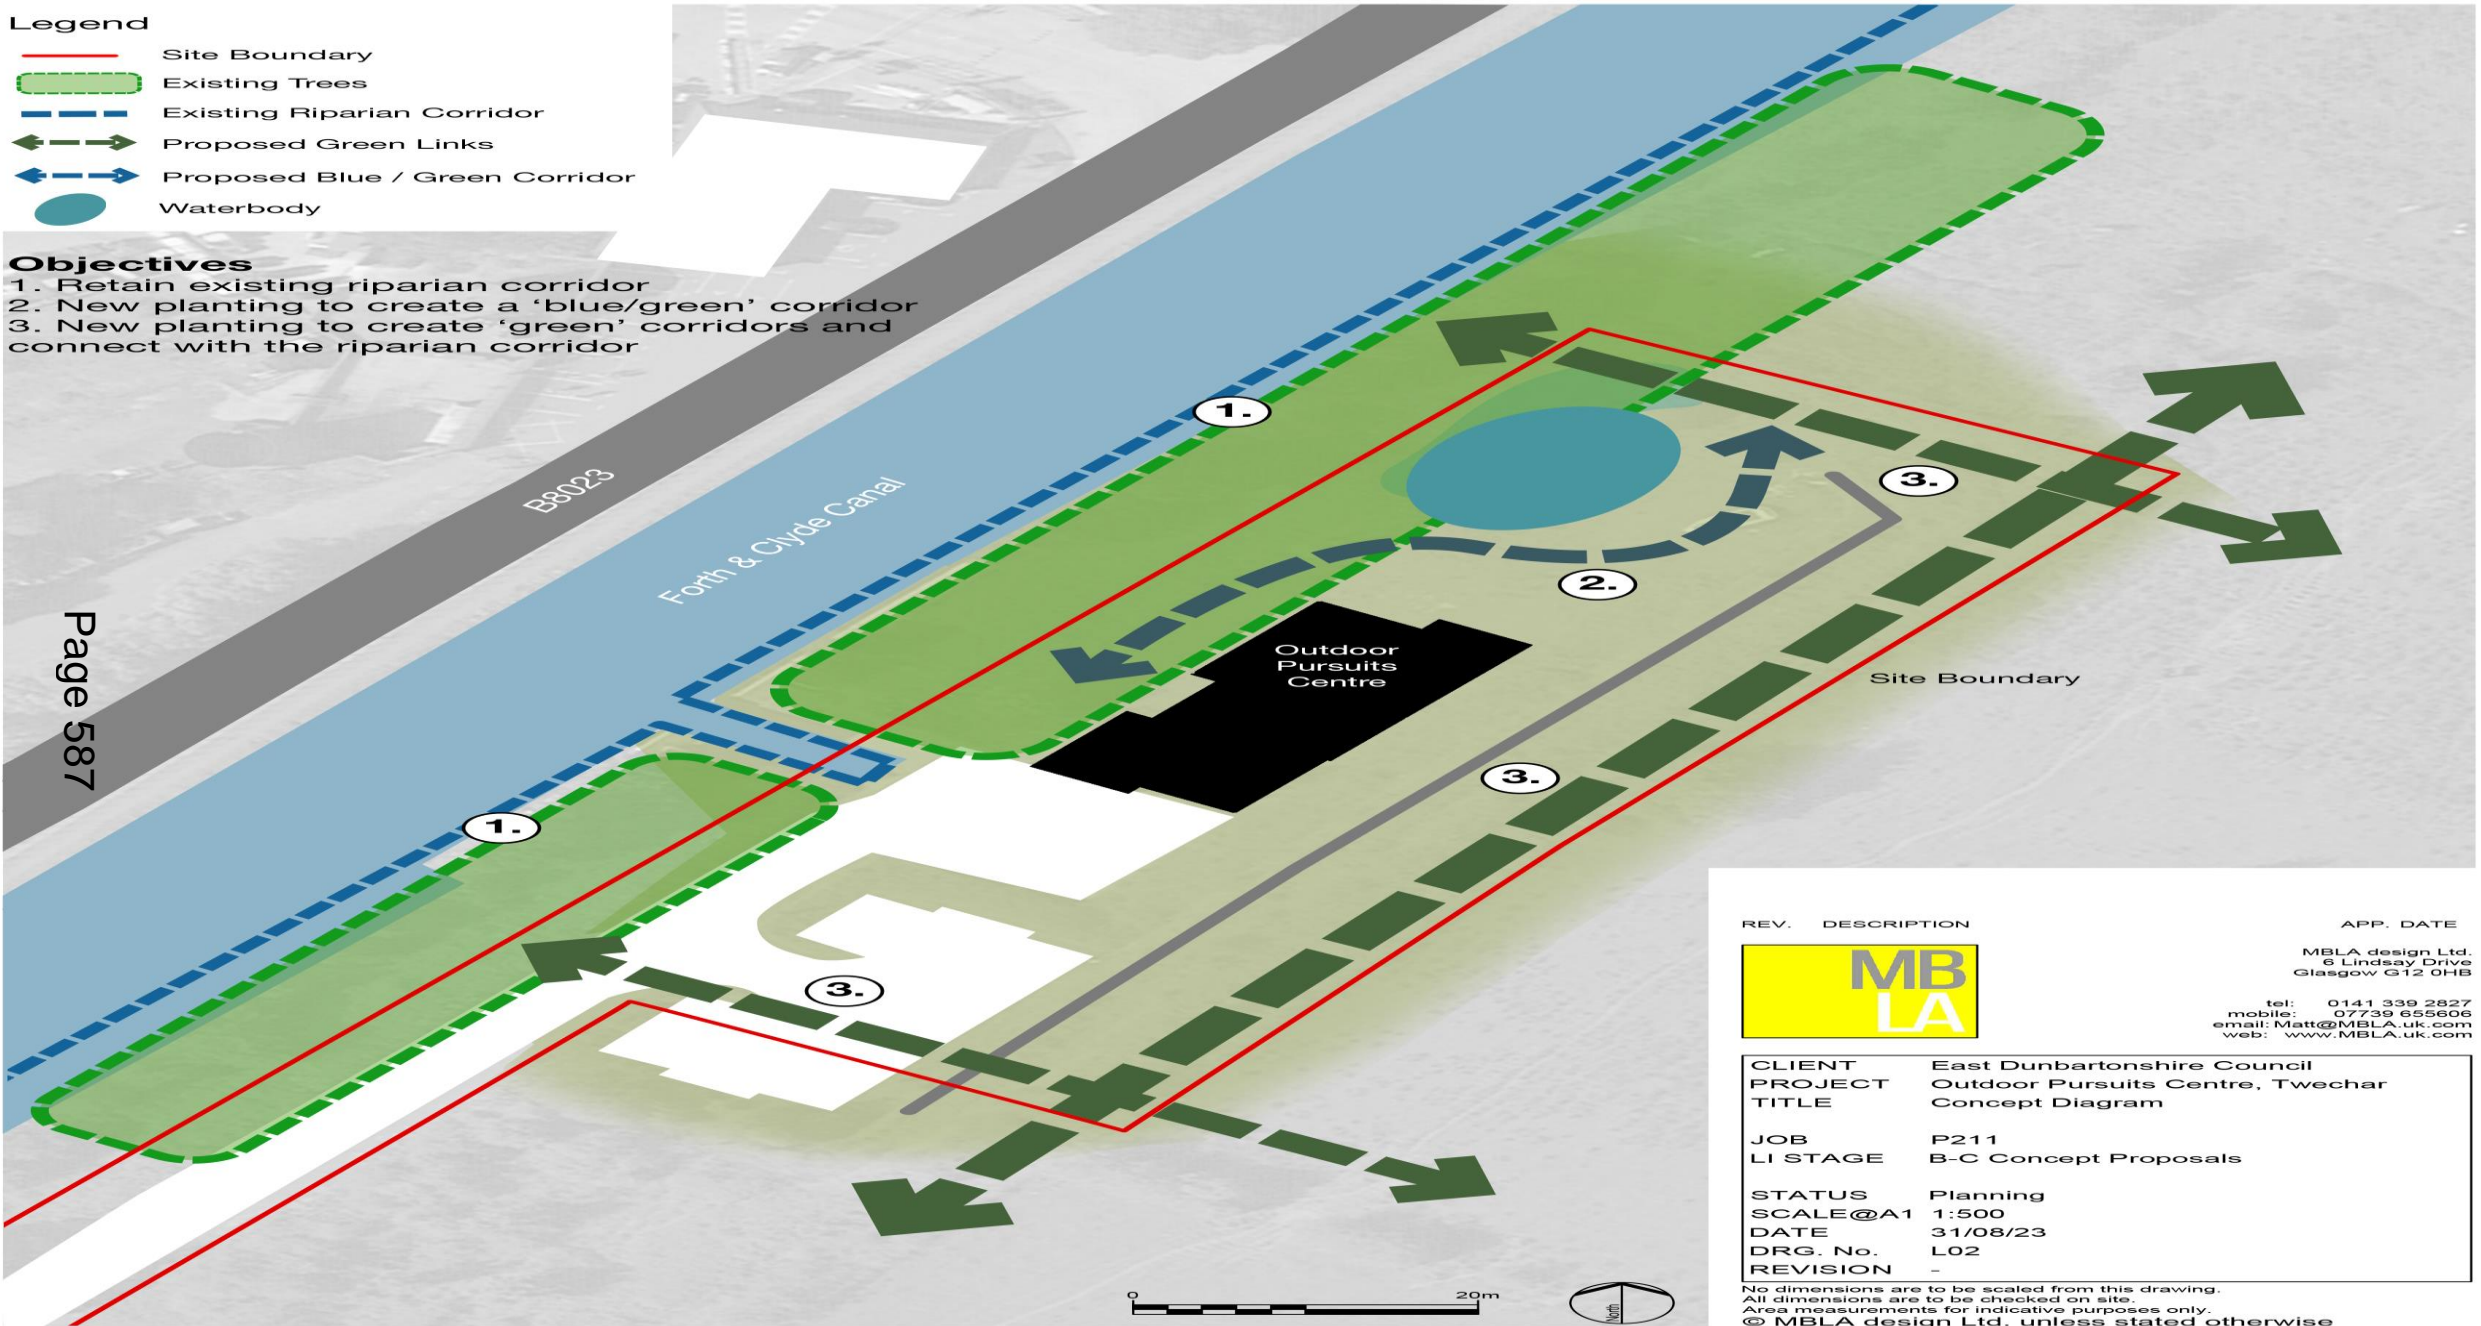 Legend
Site Boundary
Existing Trees
Existing Riparian Corridor
Proposed Green Links
Proposed Blue / Green Corridor
Waterbody
Objectives
1. Retain existing riparian corridor
2. New planting to create a ‘blue/green’ corridor
3. New planting to create ‘green’ corridors and
connect with the riparian corridor
B8023
Forth & Clyde Canal
1.
3.
2.
Outdoor
Pursuits
Centre
Site Boundary
3.
1.
3.
Page 587
0 20m
North
REV. DESCRIPTION APP. DATE
MB
LA
MBLA design Ltd.
6 Lindsay Drive
Glasgow G12 0HB
tel: 0141 339 2827
mobile: 07739 655606
email: Matt@MBLA.uk.com
web: www.MBLA.uk.com
CLIENT East Dunbartonshire Council
PROJECT Outdoor Pursuits Centre, Twechar
TITLE Concept Diagram
JOB P211
LI STAGE B-C Concept Proposals
STATUS Planning
SCALE@A1 1:500
DATE 31/08/23
DRG. No. L02
REVISION -
No dimensions are to be scaled from this drawing.
All dimensions are to be checked on site.
Area measurements for indicative purposes only.
© MBLA design Ltd. unless stated otherwise